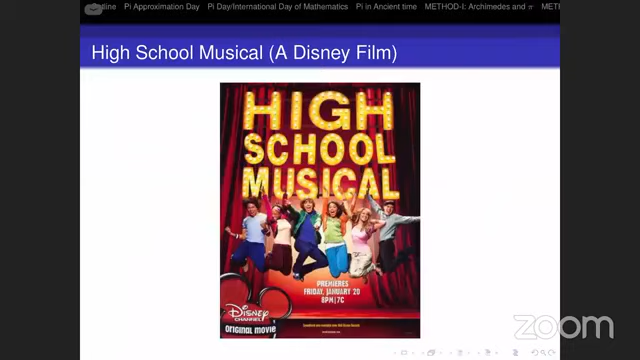 Outline Pi Approximation Day Pi Day/International Day of Mathematics Pi in Ancient time METHOD-I: Archimedes and π MET
High School Musical (A Disney Film)
HIGH
SCHOOL
MUSICAL
PREMIERES
FRIDAY, JANUARY 20
8PM|7C
Disney
CHANNEL
ORIGINAL MOVIE
zoom